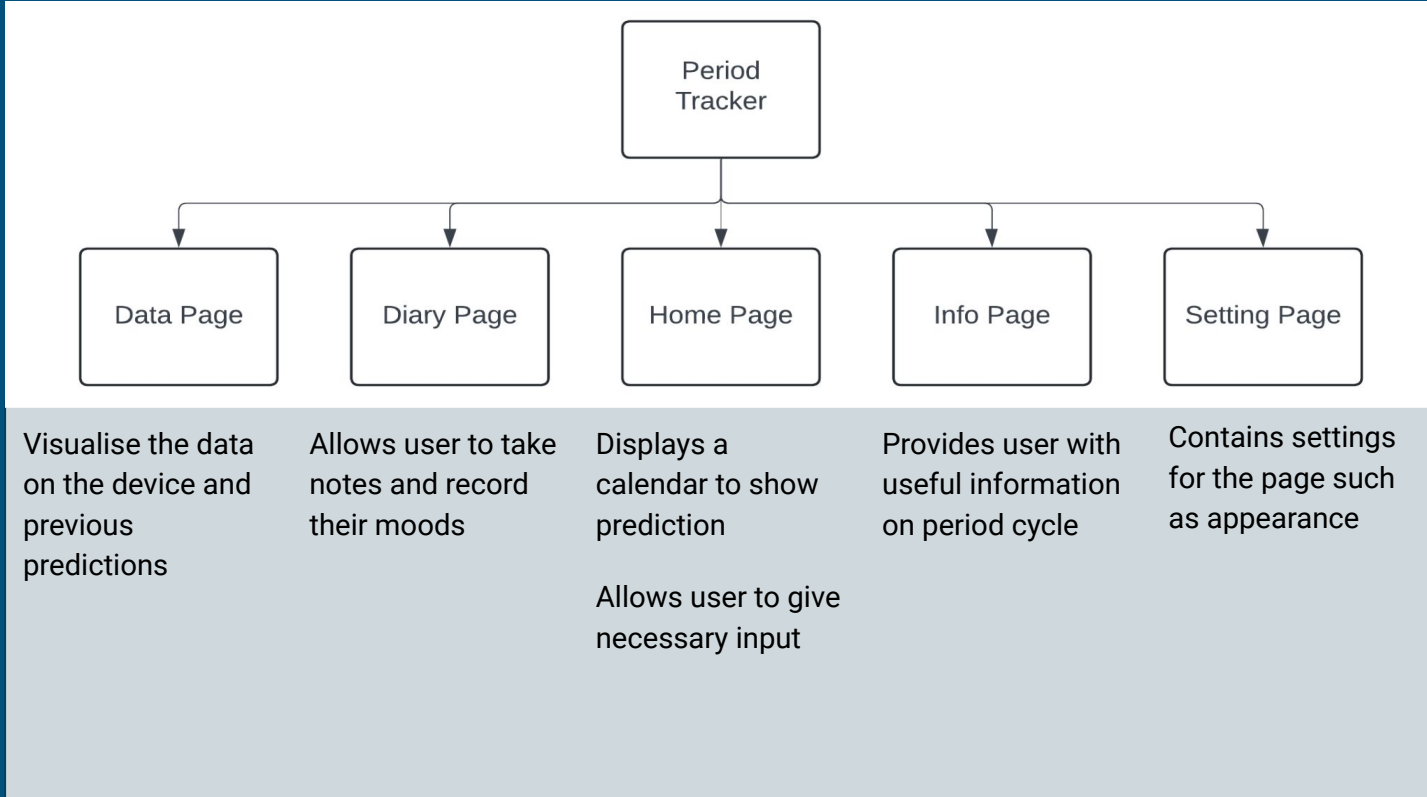 Period
Tracker
Data Page
Diary Page
Home Page
Info Page
Setting Page
Visualise the data
on the device and
previous
predictions
Allows user to take
notes and record
their moods
Displays a
calendar to show
prediction
Allows user to give
necessary input
Provides user with
useful information
on period cycle
Contains settings
for the page such
as appearance